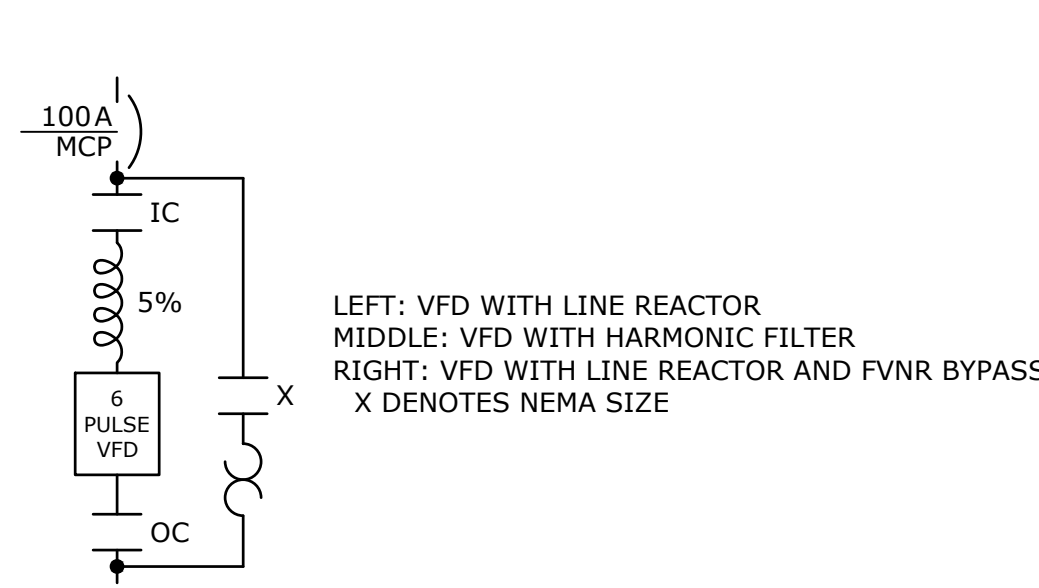 100A
MCP
IC
5%
6
PULSE
VFD
OC
X
LEFT: VFD WITH LINE REACTOR
MIDDLE: VFD WITH HARMONIC FILTER
RIGHT: VFD WITH LINE REACTOR AND FVNR BYPASS
X DENOTES NEMA SIZE